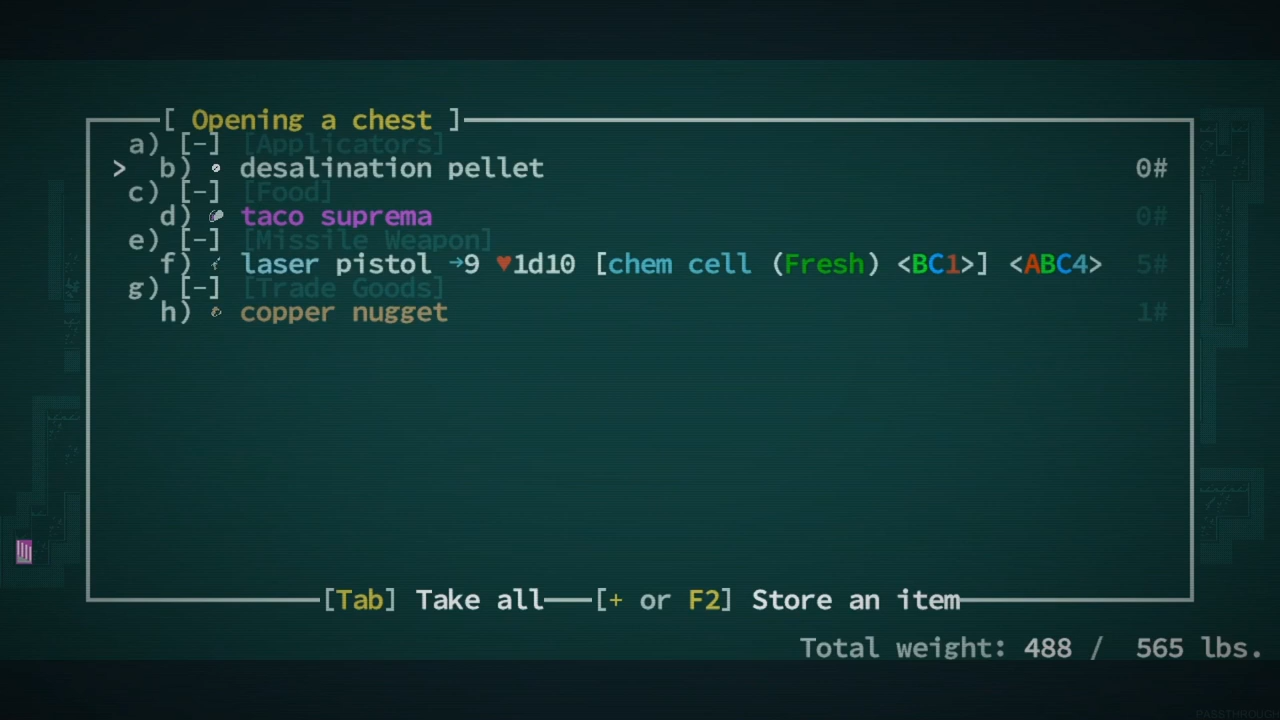 [ Opening a chest ]
a) [-] [Applicators]
> b) desalination pellet 0#
c) [-] [Food]
d) taco suprema 0#
e) [-] [Missile Weapon]
f) laser pistol →9 ♥1d10 [chem cell (Fresh) <BC1>] <ABC4> 5#
g) [-] [Trade Goods]
h) copper nugget 1#
[Tab] Take all [+ or F2] Store an item
Total weight: 488 / 565 lbs.